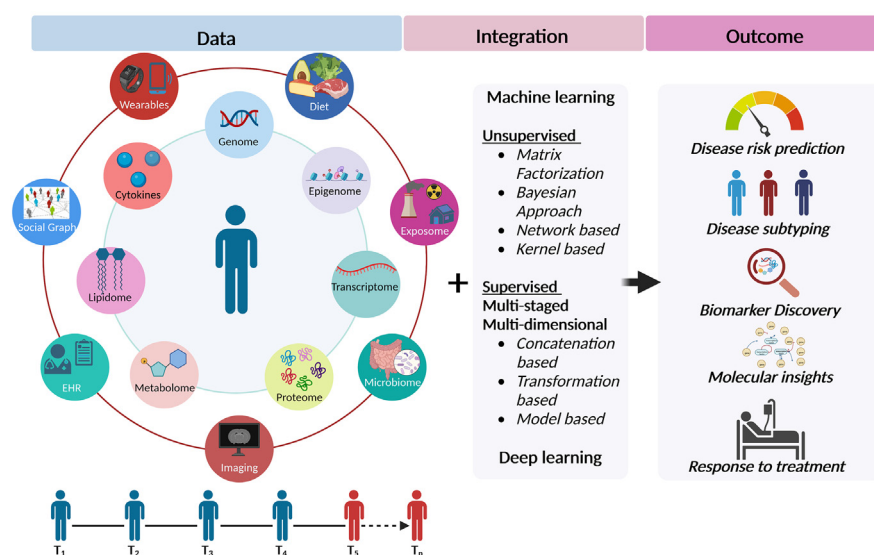 Data
Integration
Outcome
Wearables
Diet
Genome
Cytokines
Epigenome
Social Graph
Exposome
Lipidome
Transcriptome
EHR
Metabolome
Proteome
Microbiome
Imaging
T1
T2
T3
T4
T5
Tn
+
Machine learning
Unsupervised
• Matrix
Factorization
• Bayesian
Approach
• Network based
• Kernel based
Supervised
Multi-staged
Multi-dimensional
• Concatenation
based
• Transformation
based
• Model based
Deep learning
Disease risk prediction
Disease subtyping
Biomarker Discovery
Molecular insights
Response to treatment